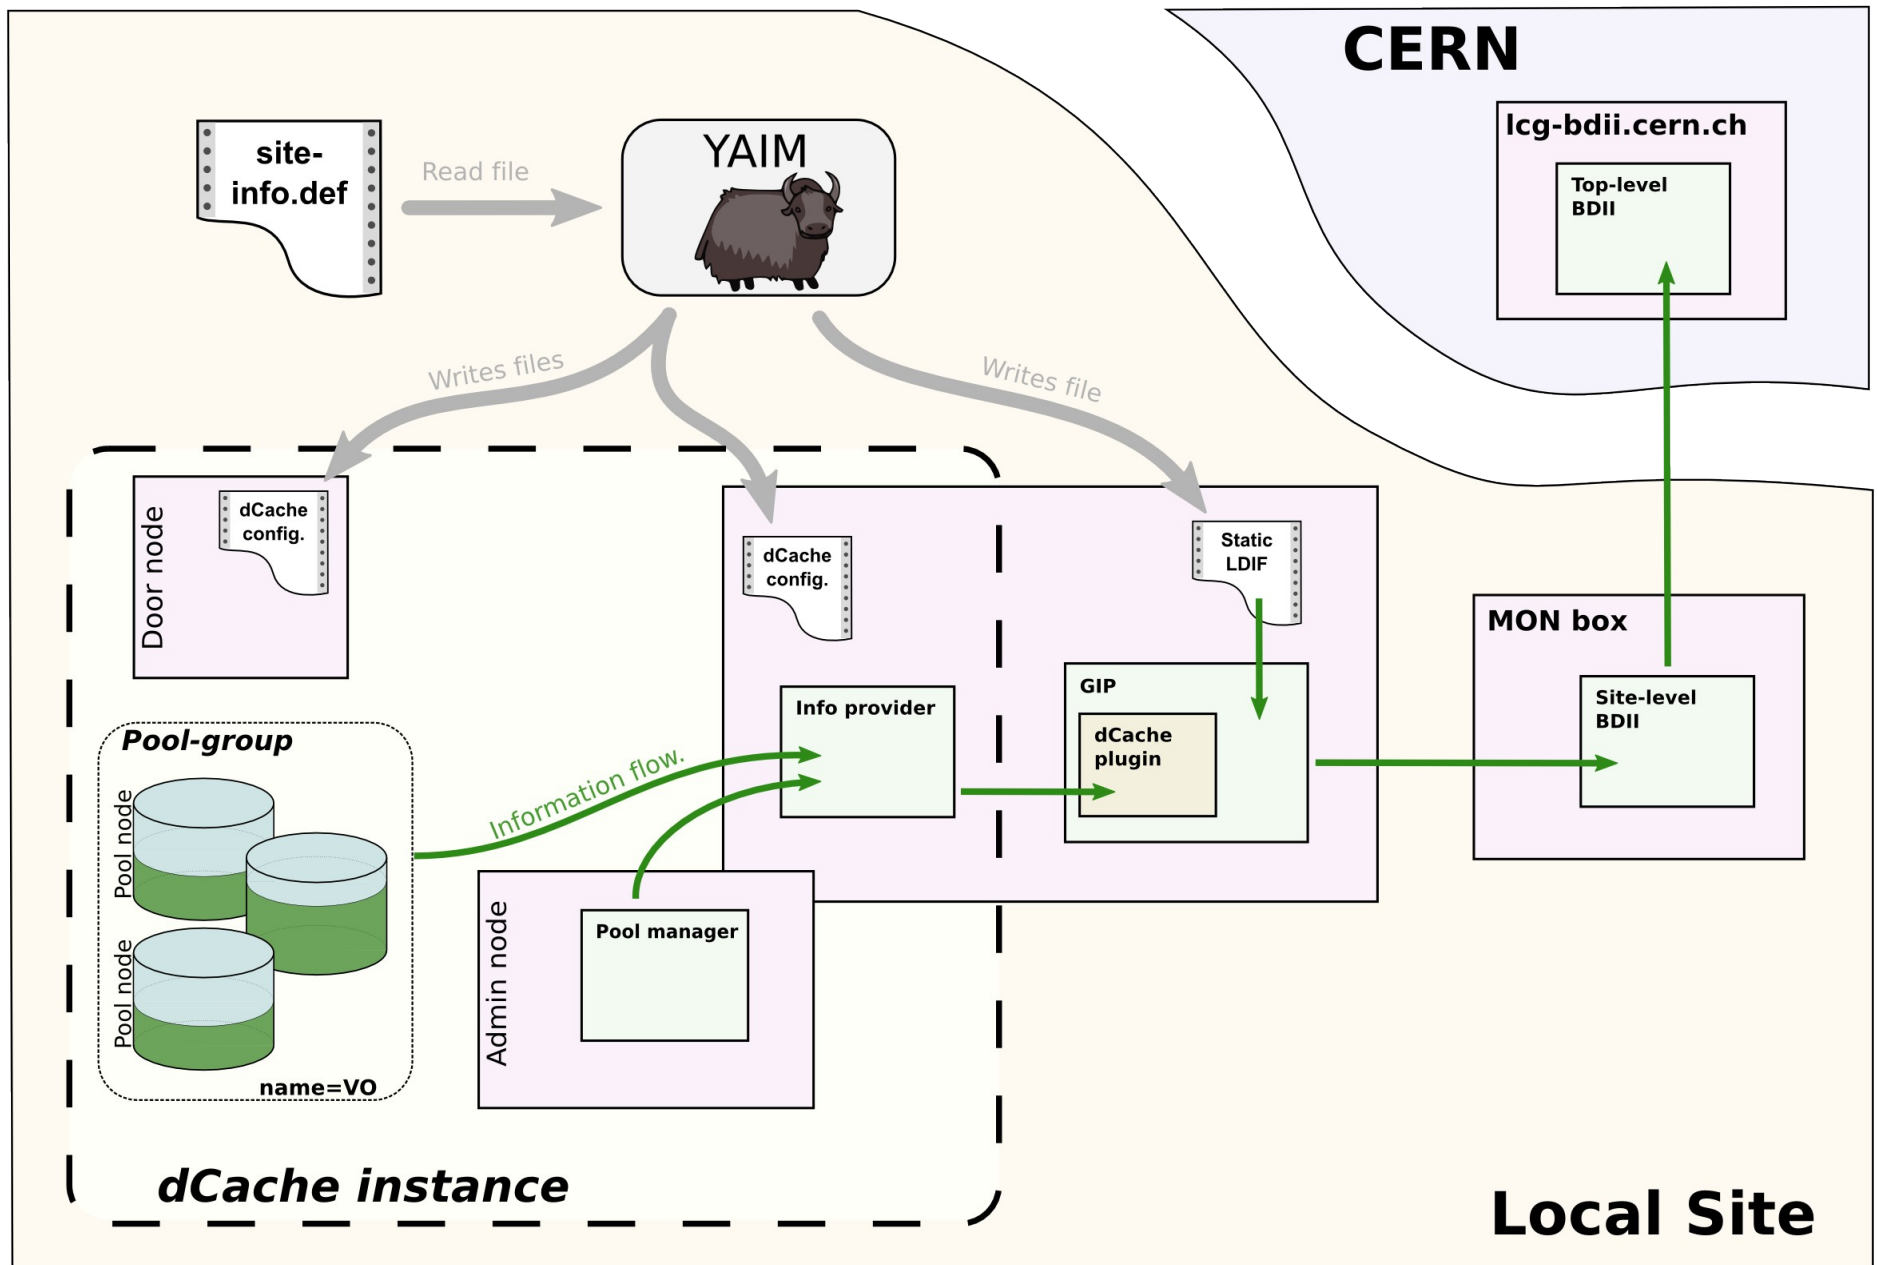 CERN
lcg-bdii.cern.ch
Top-level
BDII
site-
info.def
Read file
YAIM
Writes files
Writes file
Door node
dCache
config.
dCache
config.
Static
LDIF
MON box
Site-level
BDII
GIP
dCache
plugin
Info provider
Information flow.
Pool-group
Pool node
Pool node
name=VO
Admin node
Pool manager
dCache instance
Local Site